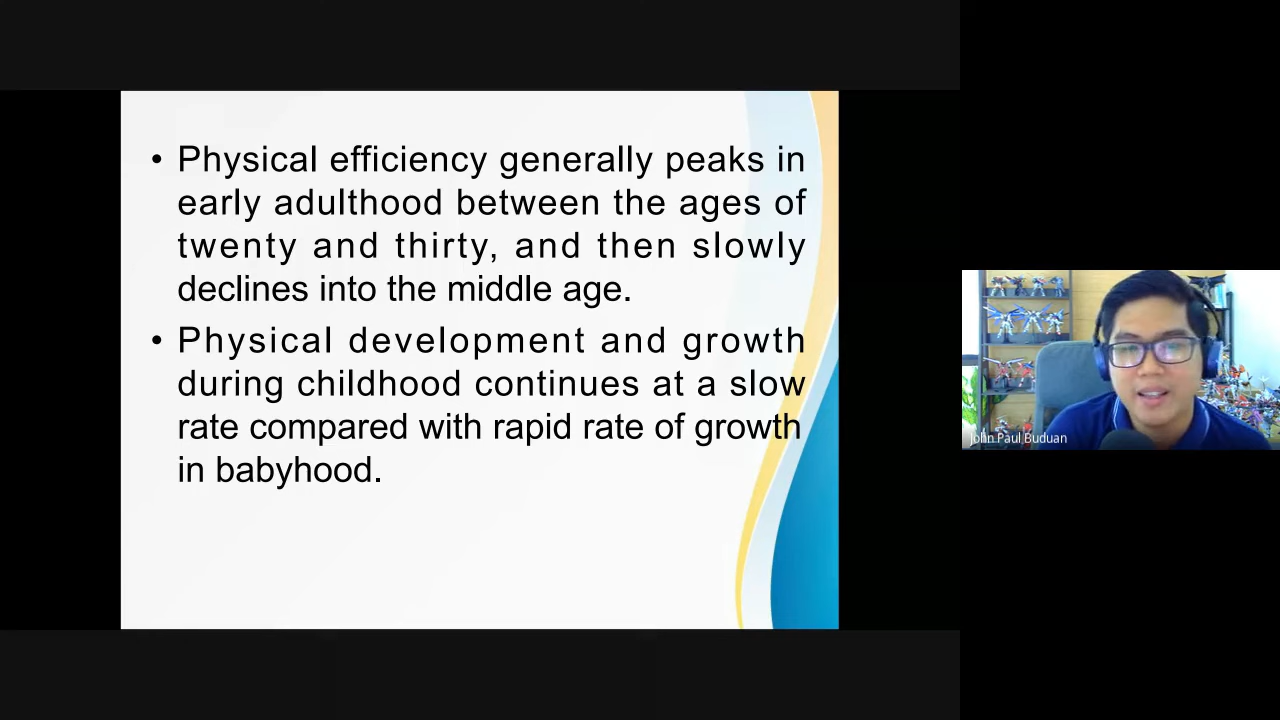 • Physical efficiency generally peaks in
early adulthood between the ages of
twenty and thirty, and then slowly
declines into the middle age.
• Physical development and growth
during childhood continues at a slow
rate compared with rapid rate of growth
in babyhood.
John Paul Buduan